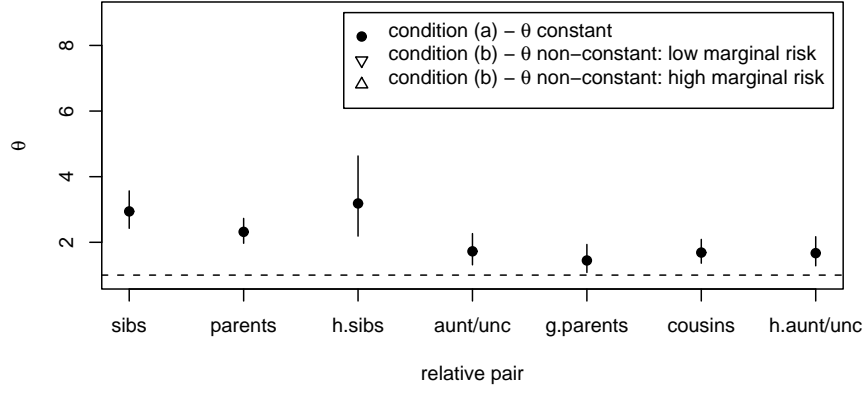 condition (a) − θ constant
condition (b) − θ non−constant: low marginal risk
condition (b) − θ non−constant: high marginal risk
8
6
4
2
θ
sibs parents h.sibs aunt/unc g.parents cousins h.aunt/unc
relative pair